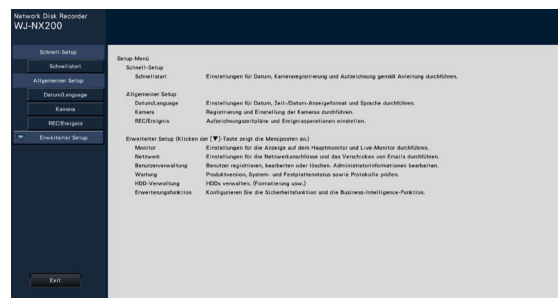 Network Disk Recorder
WJ-NX200
Schnell-Setup
Schnellstart
Allgemeiner Setup
Datum/Language
Kamera
REC/Ereignis
Erweiterter Setup
Exit
Setup-Menü
Schnell-Setup
Schnellstart Einstellungen für Datum, Kameraregistrierung und Aufzeichnung gemäß Anleitung durchführen.
Allgemeiner Setup
Datum/Language Einstellungen für Datum, Zeit-/Datum-Anzeigeformat und Sprache durchführen.
Kamera Registrierung und Einstellung der Kameras durchführen.
REC/Ereignis Aufzeichnungszeitpläne und Ereignisoperationen einstellen.
Erweiterter Setup (Klicken der [▼]-Taste zeigt die Menüposten an.)
Monitor Einstellungen für die Anzeige auf dem Hauptmonitor und Live-Monitor durchführen.
Netzwerk Einstellungen für die Netzwerkanschlüsse und das Verschicken von Emails durchführen.
Benutzerverwaltung Benutzer registrieren, bearbeiten oder löschen. Administratorinformationen bearbeiten.
Wartung Produktversion, System- und Festplattenstatus sowie Protokolle prüfen.
HDD-Verwaltung HDDs verwalten. (Formatierung usw.)
Erweiterungsfunktion Konfigurieren Sie die Sicherheitsfunktion und die Business-Intelligence-Funktion.